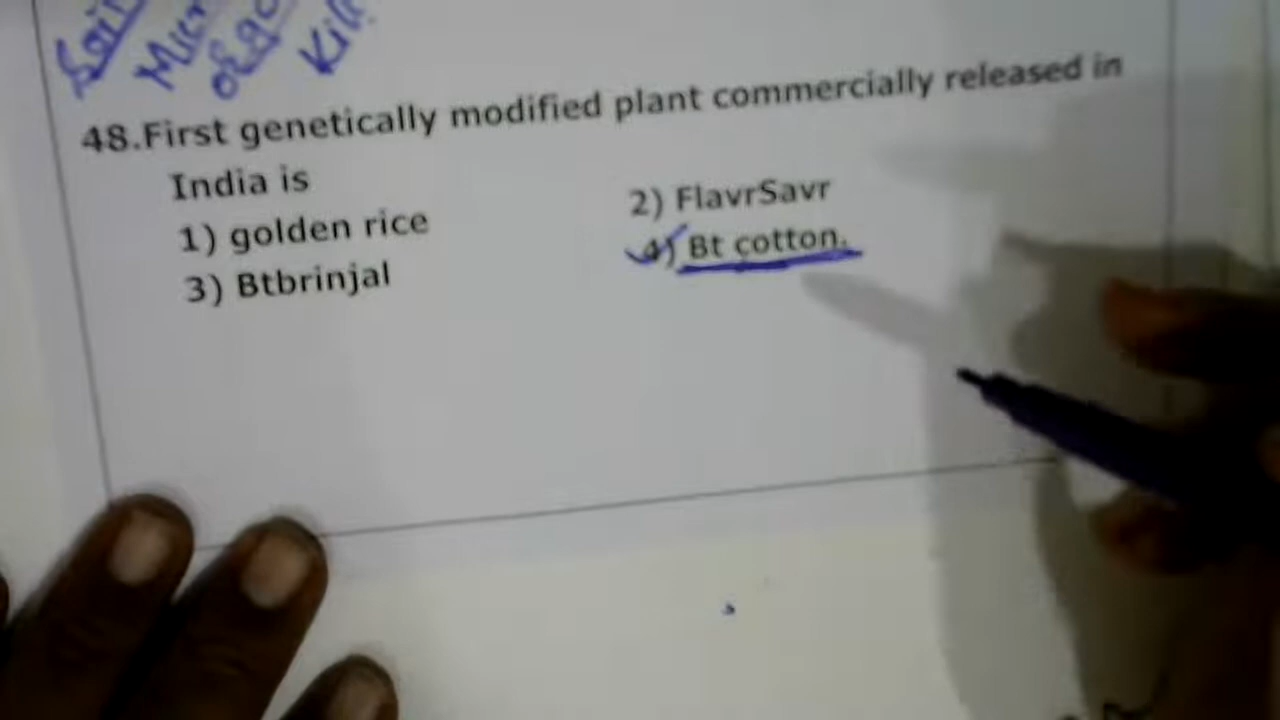 48.First genetically modified plant commercially released in
India is
1) golden rice
2) FlavrSavr
3) Btbrinjal
4) Bt cotton.